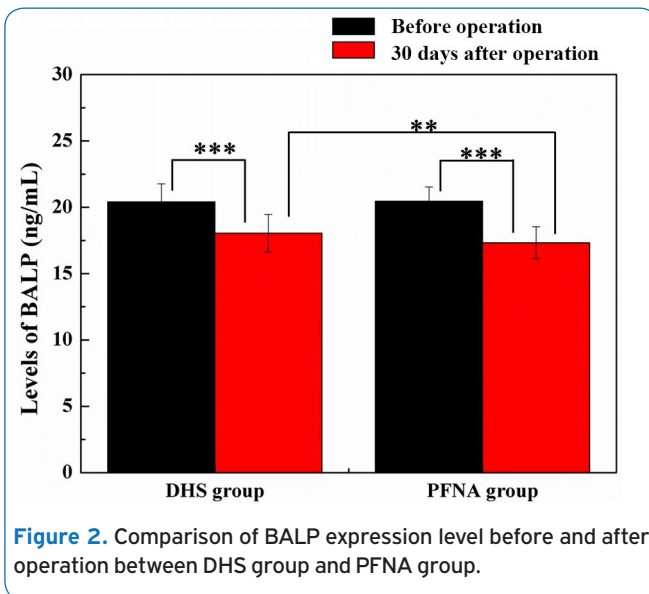 Before operation
30 days after operation
30
25
20
15
10
5
0
Levels of BALP (ng/mL)
***
**
***
DHS group
PFNA group
Figure 2. Comparison of BALP expression level before and after
operation between DHS group and PFNA group.